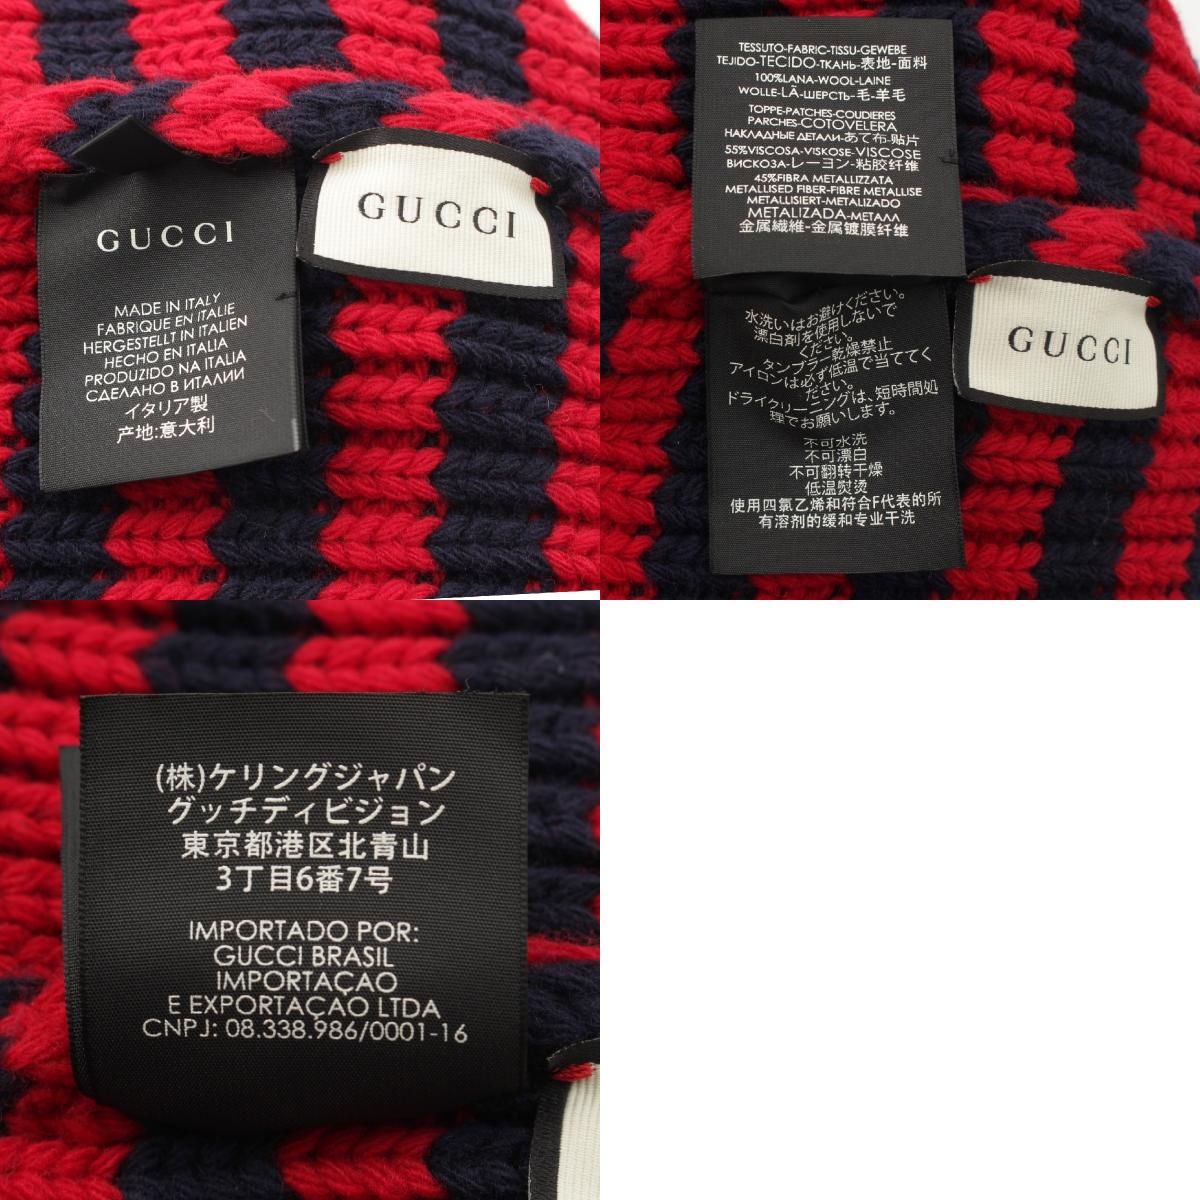 GUCCI
MADE IN ITALY
FABRIQUE EN ITALIE
HERGESTELLT IN ITALIEN
HECHO EN ITALIA
PRODUZIDO NA ITALIA
СДЕЛАНО В ИТАЛИИ
イタリア製
产地:意大利
GUCCI
TESSUTO-FABRIC-TISSU-GEWEBE
TEJIDO-TECIDO-ТКАНЬ-表地-面料
100%LANA-WOOL-LAINE
WOLLE-LÃ-ШЕРСТЬ-毛-羊毛
TOPPE-PATCHES-COUDIERES
PARCHES-COTOVELERA
НАКЛАДНЫЕ ДЕТАЛИ-あて布-贴片
55%VISCOSA-VISKOSE-VISCOSE
ВИСКОЗА-レーヨン-粘胶纤维
45%FIBRA METALLIZZATA
METALLISED FIBER-FIBRE METALLISE
METALLISIERT-METALIZADO
METALIZADA-МЕТАЛЛ
金属繊維-金属镀膜纤维
水洗いはお避けください。
漂白剤を使用しないで
ください。
タンブラー乾燥禁止
アイロンは必ず低温で当ててく
ださい。
ドライクリーニングは、短時間処
理でお願いします。
不可水洗
不可漂白
不可翻转干燥
低温熨烫
使用四氯乙烯和符合F代表的所
有溶剂的缓和专业干洗
GUCCI
(株)ケリングジャパン
グッチディビジョン
東京都港区北青山
3丁目6番7号
IMPORTADO POR:
GUCCI BRASIL
IMPORTAÇAO
E EXPORTAÇAO LTDA
CNPJ: 08.338.986/0001-16